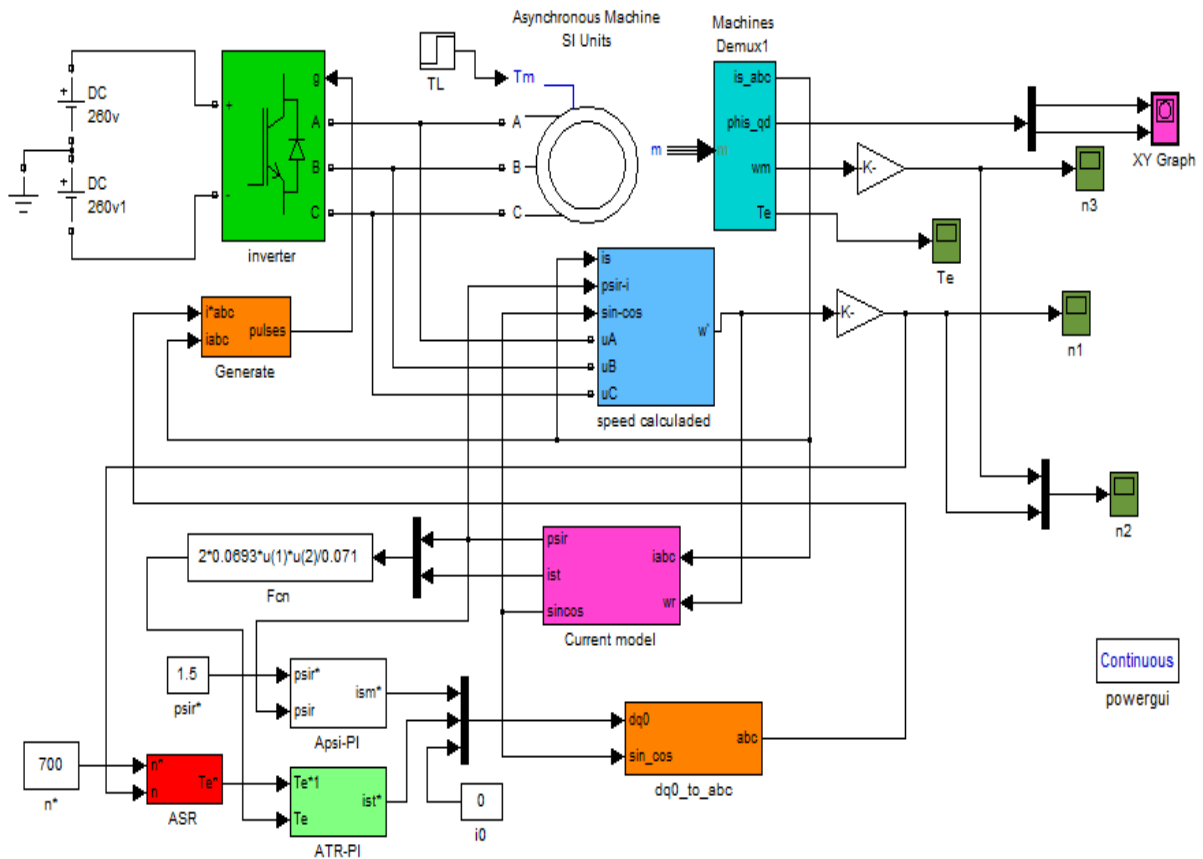 Asynchronous Machine
SI Units
Machines
Demux1
DC
260v
DC
260v1
+
+
+
-
g
A
B
C
inverter
TL
Tm
A
B
C
m
m
is_abc
phis_qd
wm
Te
K-
XY Graph
n3
Te
i*abc
iabc
pulses
Generate
is
psir-i
sin-cos
uA
uB
uC
w'
speed calculaded
K-
n1
n2
2*0.0693*u(1)*u(2)/0.071
Fcn
psir
ist
sincos
iabc
wr
Current model
1.5
psir*
psir*
psir
ism*
Apsi-PI
Continuous
powergui
700
n*
n*
n
Te*
ASR
Te*1
Te
ist*
ATR-PI
0
i0
dq0
sin_cos
abc
dq0_to_abc